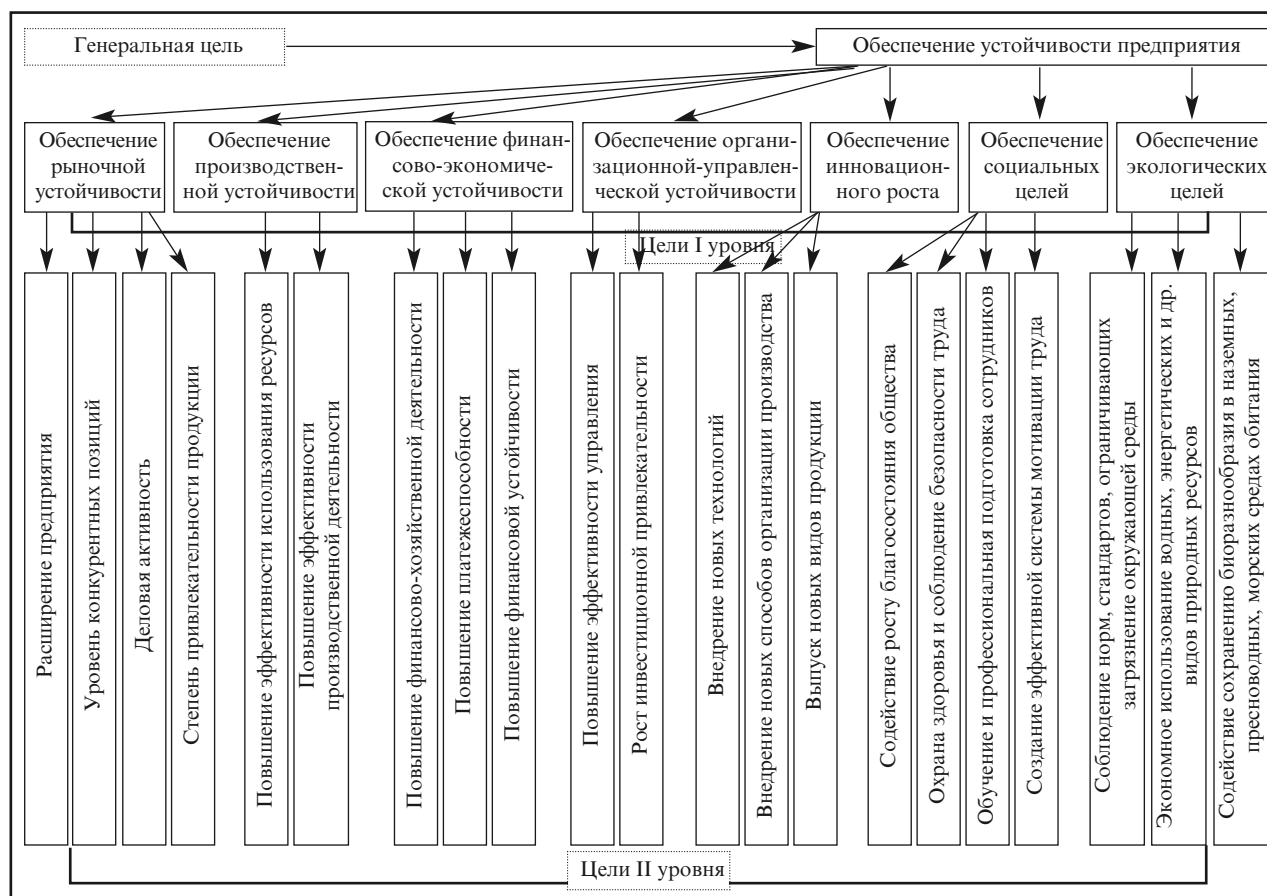 Генеральная цель
Обеспечение устойчивости предприятия
Обеспечение
рыночной
устойчивости
Обеспечение
производствен-
ной устойчивости
Обеспечение финан-
сово-экономиче-
ской устойчивости
Обеспечение органи-
зационной-управлен-
ческой устойчивости
Обеспечение
инновацион-
ного роста
Обеспечение
социальных
целей
Обеспечение
экологических
целей
Цели I уровня
Расширение предприятия
Уровень конкурентных позиций
Деловая активность
Степень привлекательности продукции
Повышение эффективности использования ресурсов
Повышение эффективности
производственной деятельности
Повышение финансово-хозяйственной деятельности
Повышение платежеспособности
Повышение финансовой устойчивости
Повышение эффективности управления
Рост инвестиционной привлекательности
Внедрение новых технологий
Внедрение новых способов организации производства
Выпуск новых видов продукции
Содействие росту благосостояния общества
Охрана здоровья и соблюдение безопасности труда
Обучение и профессиональная подготовка сотрудников
Создание эффективной системы мотивации труда
Соблюдение норм, стандартов, ограничивающих
загрязнение окружающей среды
Экономное использование водных, энергетических и др.
видов природных ресурсов
Содействие сохранению биоразнообразия в наземных,
пресноводных, морских средах обитания
Цели II уровня